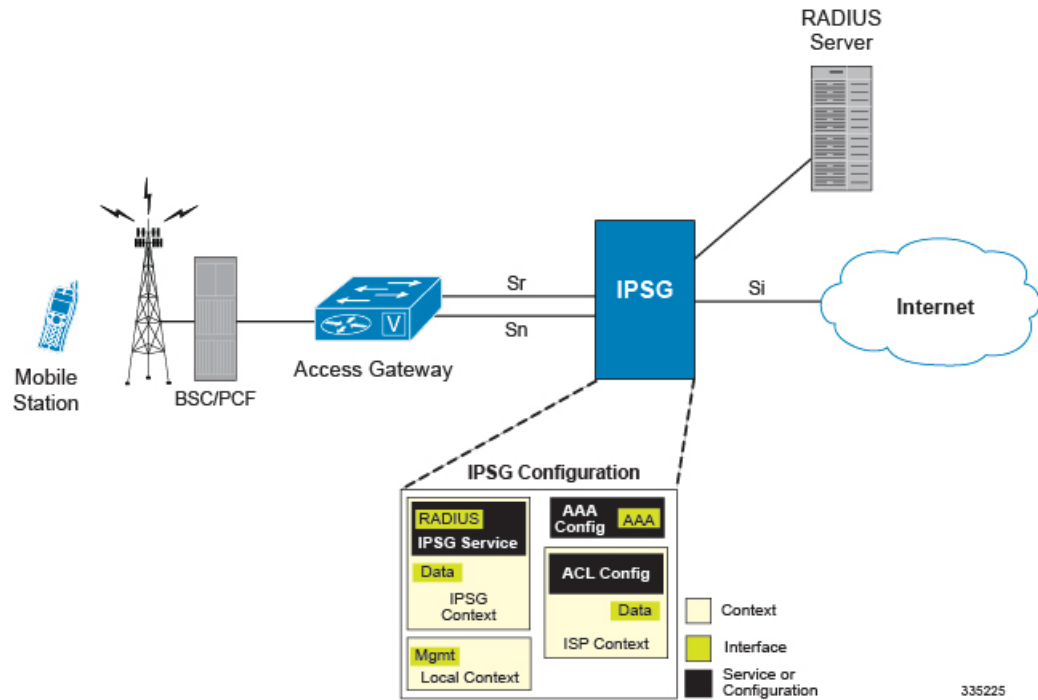 RADIUS
Server
IPSG
Sr
Sn
Si
Internet
V
Access Gateway
BSC/PCF
Mobile
Station
IPSG Configuration
RADIUS
IPSG Service
Data
IPSG
Context
Mgmt
Local Context
AAA
Config
AAA
ACL Config
Data
ISP Context
Context
Interface
Service or
Configuration
335225